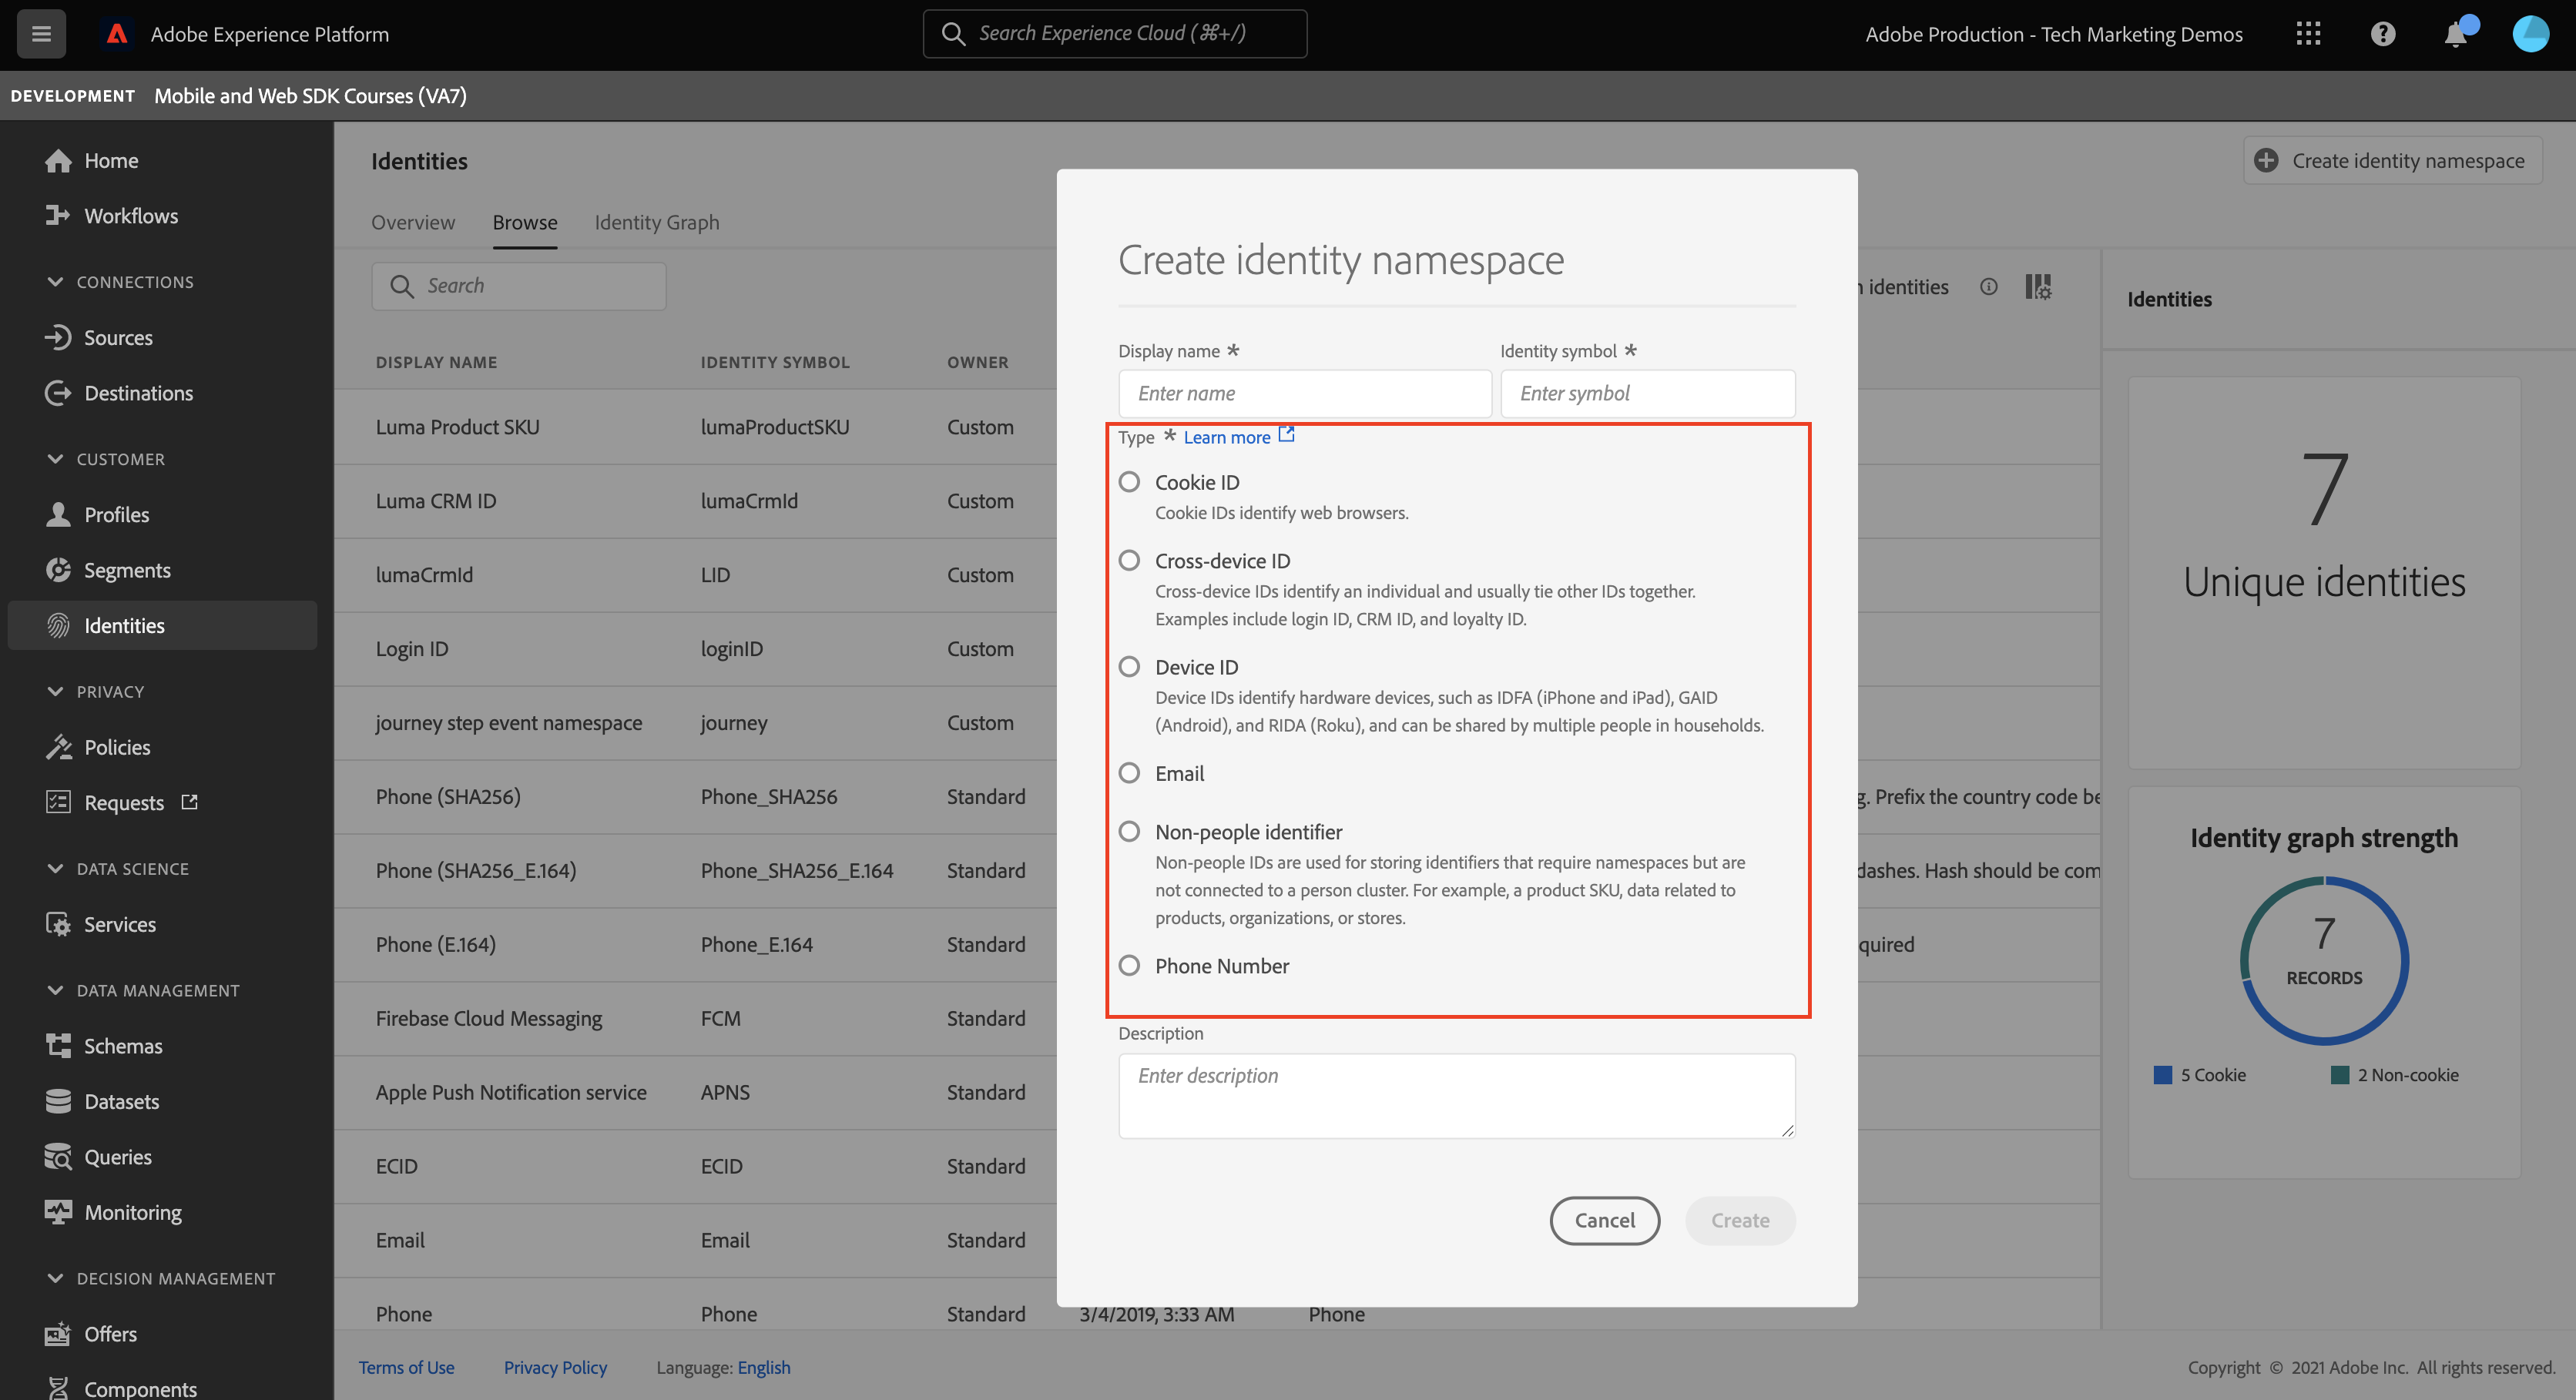 Adobe Experience Platform
Search Experience Cloud (⌘+/)
Adobe Production - Tech Marketing Demos
DEVELOPMENT Mobile and Web SDK Courses (VA7)
Home
Workflows
CONNECTIONS
Sources
Destinations
CUSTOMER
Profiles
Segments
Identities
PRIVACY
Policies
Requests
DATA SCIENCE
Services
DATA MANAGEMENT
Schemas
Datasets
Queries
Monitoring
DECISION MANAGEMENT
Offers
Components
Identities
Create identity namespace
Overview Browse Identity Graph
Search
identities
DISPLAY NAME IDENTITY SYMBOL OWNER
Luma Product SKU lumaProductSKU Custom
Luma CRM ID lumaCrmId Custom
lumaCrmId LID Custom
Login ID loginID Custom
journey step event namespace journey Custom
Phone (SHA256) Phone_SHA256 Standard
g. Prefix the country code be
Phone (SHA256_E.164) Phone_SHA256_E.164 Standard
dashes. Hash should be com
Phone (E.164) Phone_E.164 Standard
quired
Firebase Cloud Messaging FCM Standard
Apple Push Notification service APNS Standard
ECID ECID Standard
Email Email Standard
Phone Phone Standard 3/4/2019, 3:33 AM Phone
Create identity namespace
Display name * Identity symbol *
Enter name Enter symbol
Type * Learn more
Cookie ID
Cookie IDs identify web browsers.
Cross-device ID
Cross-device IDs identify an individual and usually tie other IDs together.
Examples include login ID, CRM ID, and loyalty ID.
Device ID
Device IDs identify hardware devices, such as IDFA (iPhone and iPad), GAID
(Android), and RIDA (Roku), and can be shared by multiple people in households.
Email
Non-people identifier
Non-people IDs are used for storing identifiers that require namespaces but are
not connected to a person cluster. For example, a product SKU, data related to
products, organizations, or stores.
Phone Number
Description
Enter description
Cancel Create
Identities
7
Unique identities
Identity graph strength
7
RECORDS
5 Cookie 2 Non-cookie
Terms of Use Privacy Policy Language: English
Copyright © 2021 Adobe Inc. All rights reserved.